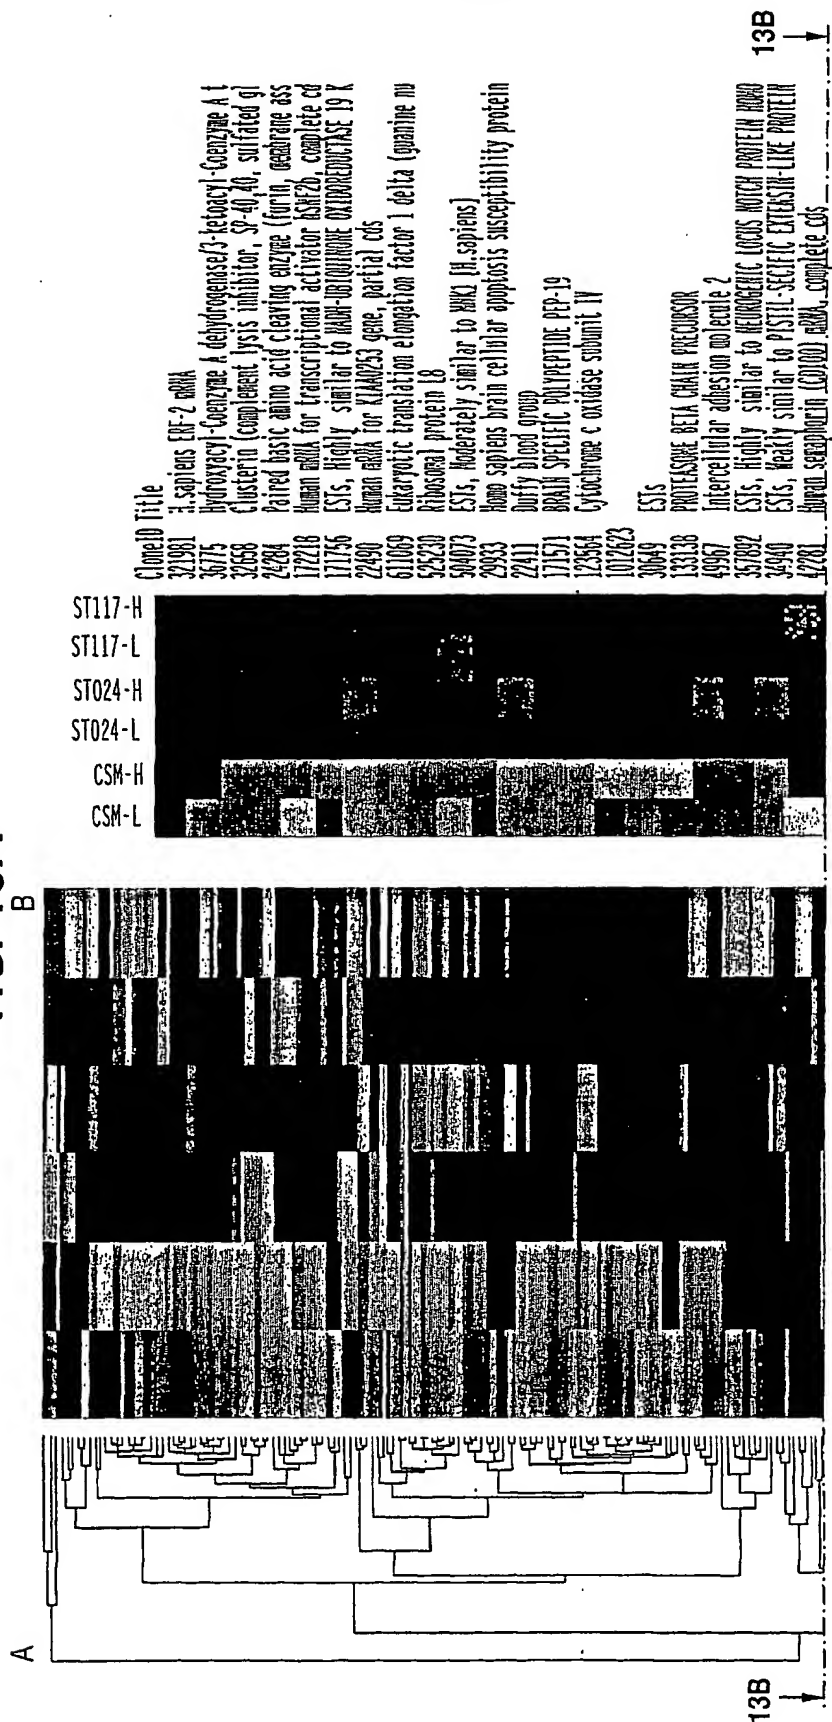 A
B
ST117-H
ST117-L
ST024-H
ST024-L
CSM-H
CSM-L
CloneID Title
321981 H.sapiens ERF-2 mRNA
36775 Hydroxyacyl-Coenzyme A dehydrogenase/3-ketoacyl-Coenzyme A t
32658 Clusterin (complement lysis inhibitor, SP-40,40, sulfated gl
24284 Paired basic amino acid cleaving enzyme (furin, membrane ass
172218 Human mRNA for transcriptional activator hSNF2b, complete cd
171756 ESTs, Highly similar to NADH-UBIQUINONE OXIDOREDUCTASE 19 K
22490 Human mRNA for KIAA0253 gene, partial cds
611069 Eukaryotic translation elongation factor 1 delta (guanine nu
525230 Ribosomal protein L8
504073 ESTs, Moderately similar to [H.sapiens]
29933 Homo sapiens brain cellular apoptosis susceptibility protein
22411 Duffy blood group
171571 BRAIN SPECIFIC POLYPEPTIDE PEP-19
123564 Cytochrome c oxidase subunit IV
1012623
30649 ESTs
133138 PROTEASOME BETA CHAIN PRECURSOR
49967 Intercellular adhesion molecule 2
ESTs, Highly similar to NEUROGENIC LOCUS NOTCH PROTEIN HOMO
34940 ESTs, Weakly similar to PISTIL-SECIFIC EXTENSIN-LIKE PROTEIN
47281 Human semaphorin (CD100) mRNA, complete cds
13B
13B